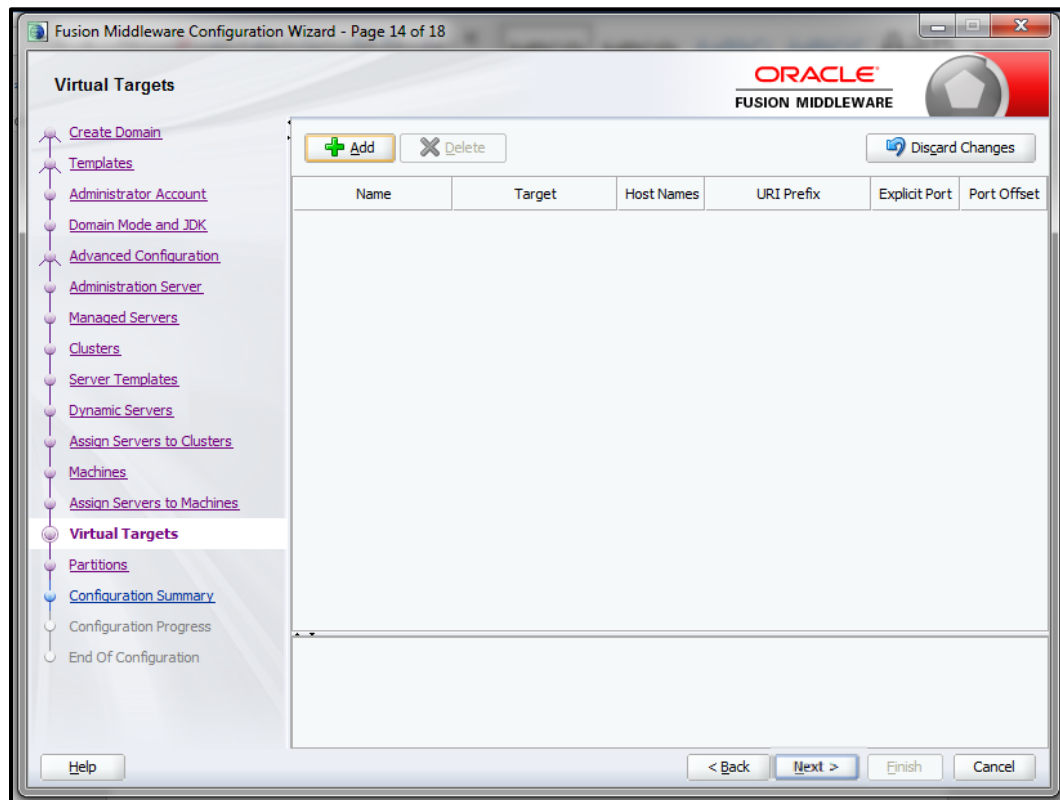 Fusion Middleware Configuration Wizard - Page 14 of 18
Virtual Targets
ORACLE
FUSION MIDDLEWARE
Create Domain
Templates
Administrator Account
Domain Mode and JDK
Advanced Configuration
Administration Server
Managed Servers
Clusters
Server Templates
Dynamic Servers
Assign Servers to Clusters
Machines
Assign Servers to Machines
Virtual Targets
Partitions
Configuration Summary
Configuration Progress
End Of Configuration
Add Delete Discard Changes
Name Target Host Names URI Prefix Explicit Port Port Offset
Help < Back Next > Finish Cancel